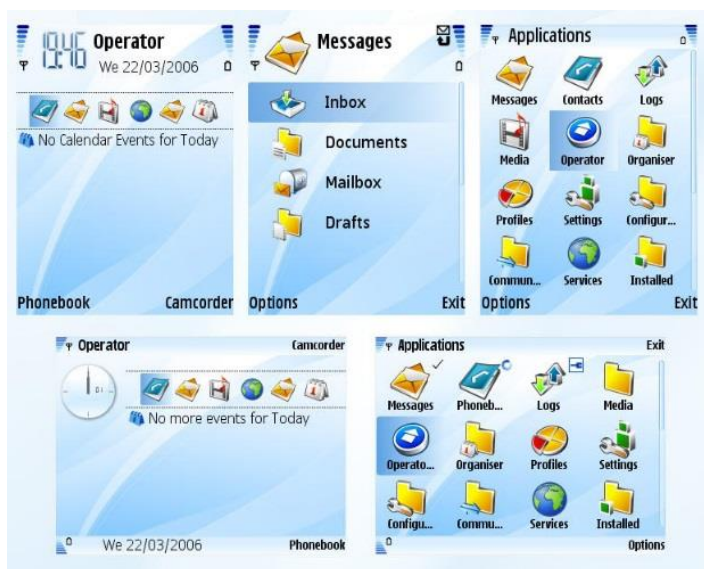 19:46 Operator
We 22/03/2006
No Calendar Events for Today
Phonebook Camcorder
Messages
Inbox
Documents
Mailbox
Drafts
Options Exit
Applications
Messages Contacts Logs
Media Operator Organiser
Profiles Settings Configur...
Commun... Services Installed
Options Exit
Operator Camcorder
No more events for Today
We 22/03/2006 Phonebook
Applications Exit
Messages Phoneb... Logs Media
Operato... Organiser Profiles Settings
Configu... Commu... Services Installed
Options